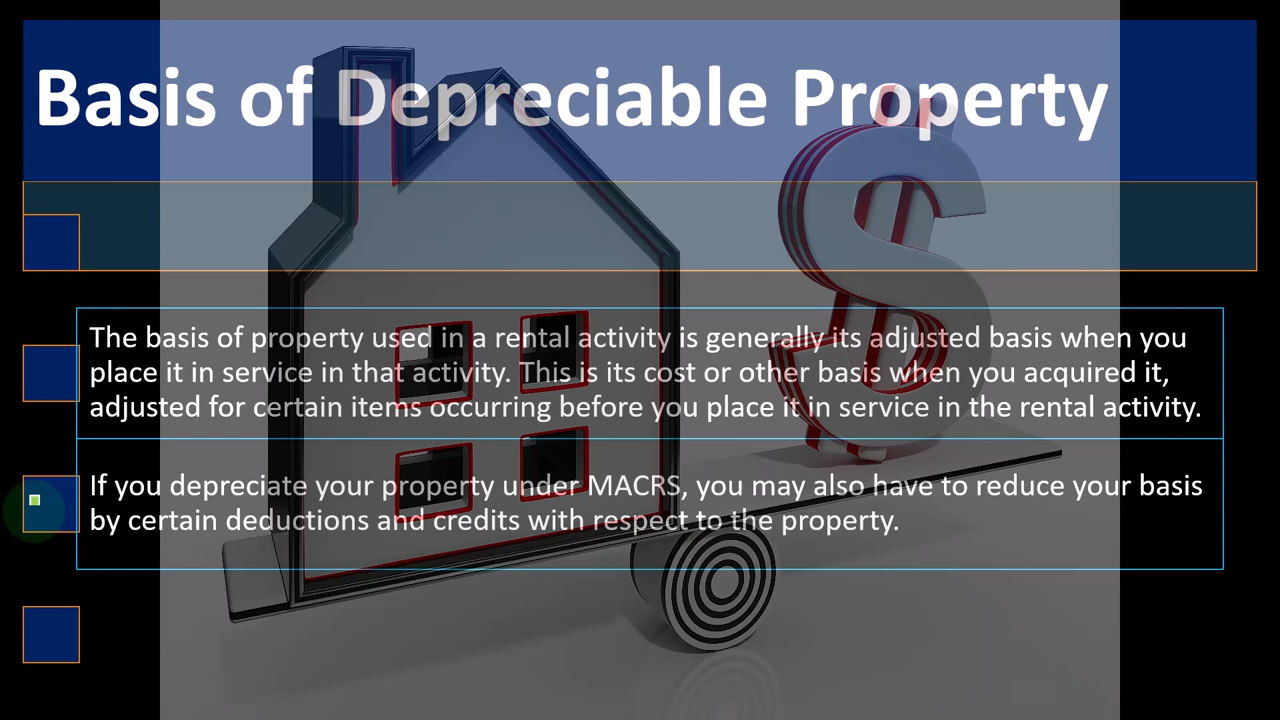 Basis of Depreciable Property
The basis of property used in a rental activity is generally its adjusted basis when you
place it in service in that activity. This is its cost or other basis when you acquired it,
adjusted for certain items occurring before you place it in service in the rental activity.
If you depreciate your property under MACRS, you may also have to reduce your basis
by certain deductions and credits with respect to the property.